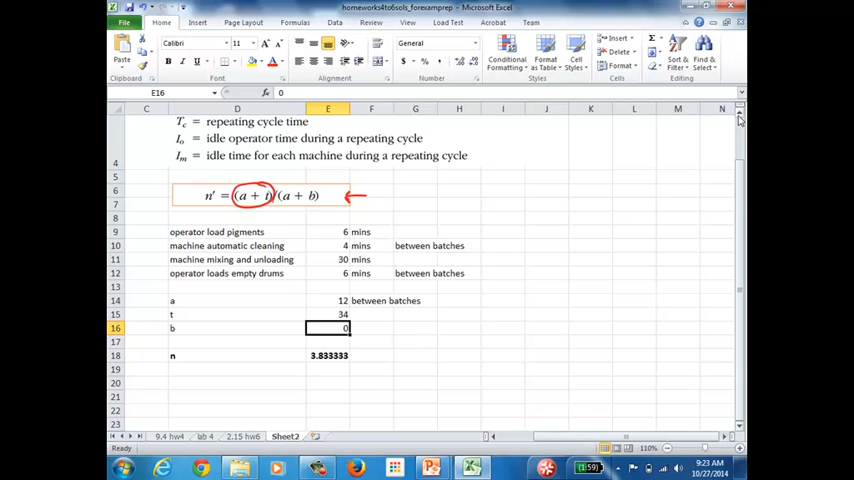 homeworks4to6sols_forexamprep - Microsoft Excel
File Home Insert Page Layout Formulas Data Review View Load Test Acrobat Team
Paste
Calibri 11
General
Conditional Formatting
Format as Table
Cell Styles
Insert
Delete
Format
Sort & Filter
Find & Select
Clipboard Font Alignment Number Styles Cells Editing
E16 fx 0
C D E F G H I J K L M N
Tc = repeating cycle time
Io = idle operator time during a repeating cycle
4 Im = idle time for each machine during a repeating cycle
5
6 n' = (a + t)/(a + b)
7
9 operator load pigments 6 mins
10 machine automatic cleaning 4 mins between batches
11 machine mixing and unloading 30 mins
12 operator loads empty drums 6 mins between batches
13
14 a 12 between batches
15 t 34
16 b 0
17
18 n 3.833333
19
20
21
22
23
9.4 hw4 lab 4 2.15 hw6 Sheet2
Ready 110%
(1:59) 9:23 AM
10/27/2014